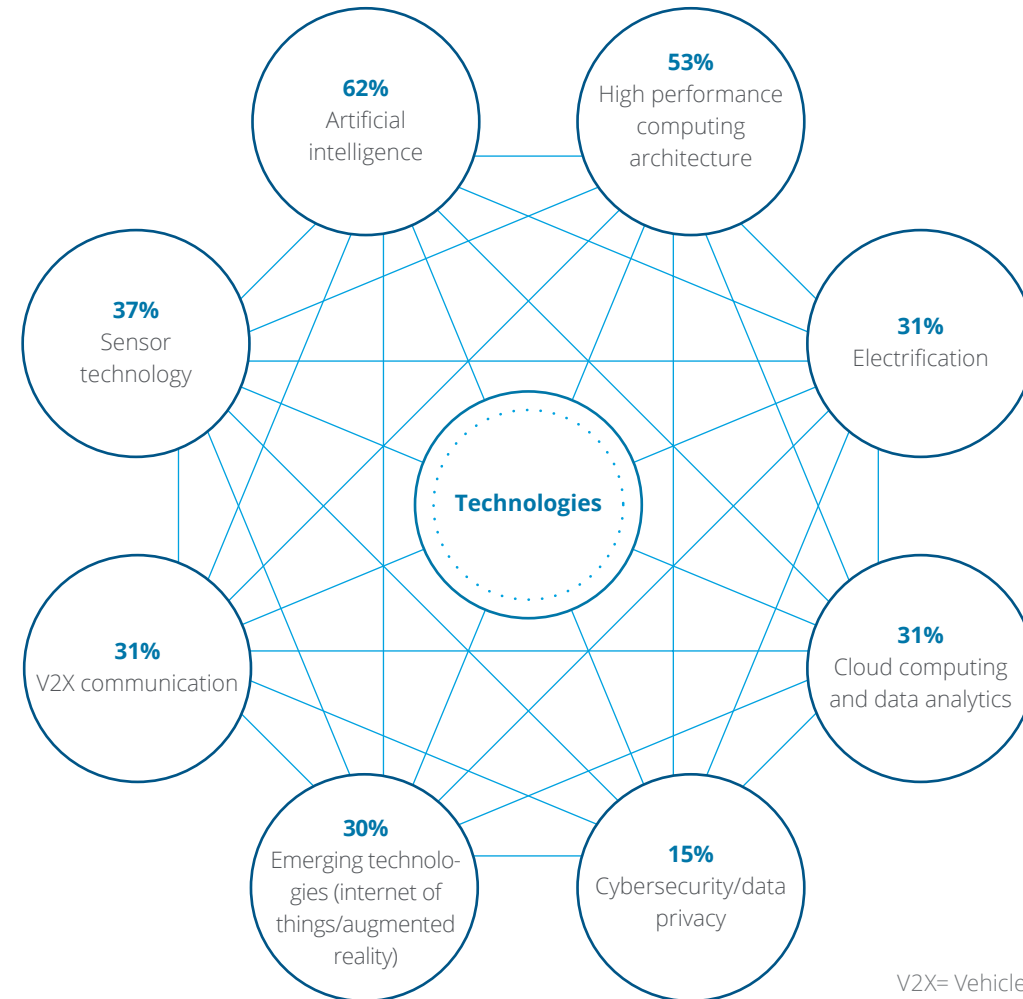 62%
Artificial
intelligence
53%
High performance
computing
architecture
37%
Sensor
technology
31%
Electrification
Technologies
31%
V2X communication
31%
Cloud computing
and data analytics
30%
Emerging technolo-
gies (internet of
things/augmented
reality)
15%
Cybersecurity/data
privacy
V2X= Vehicle